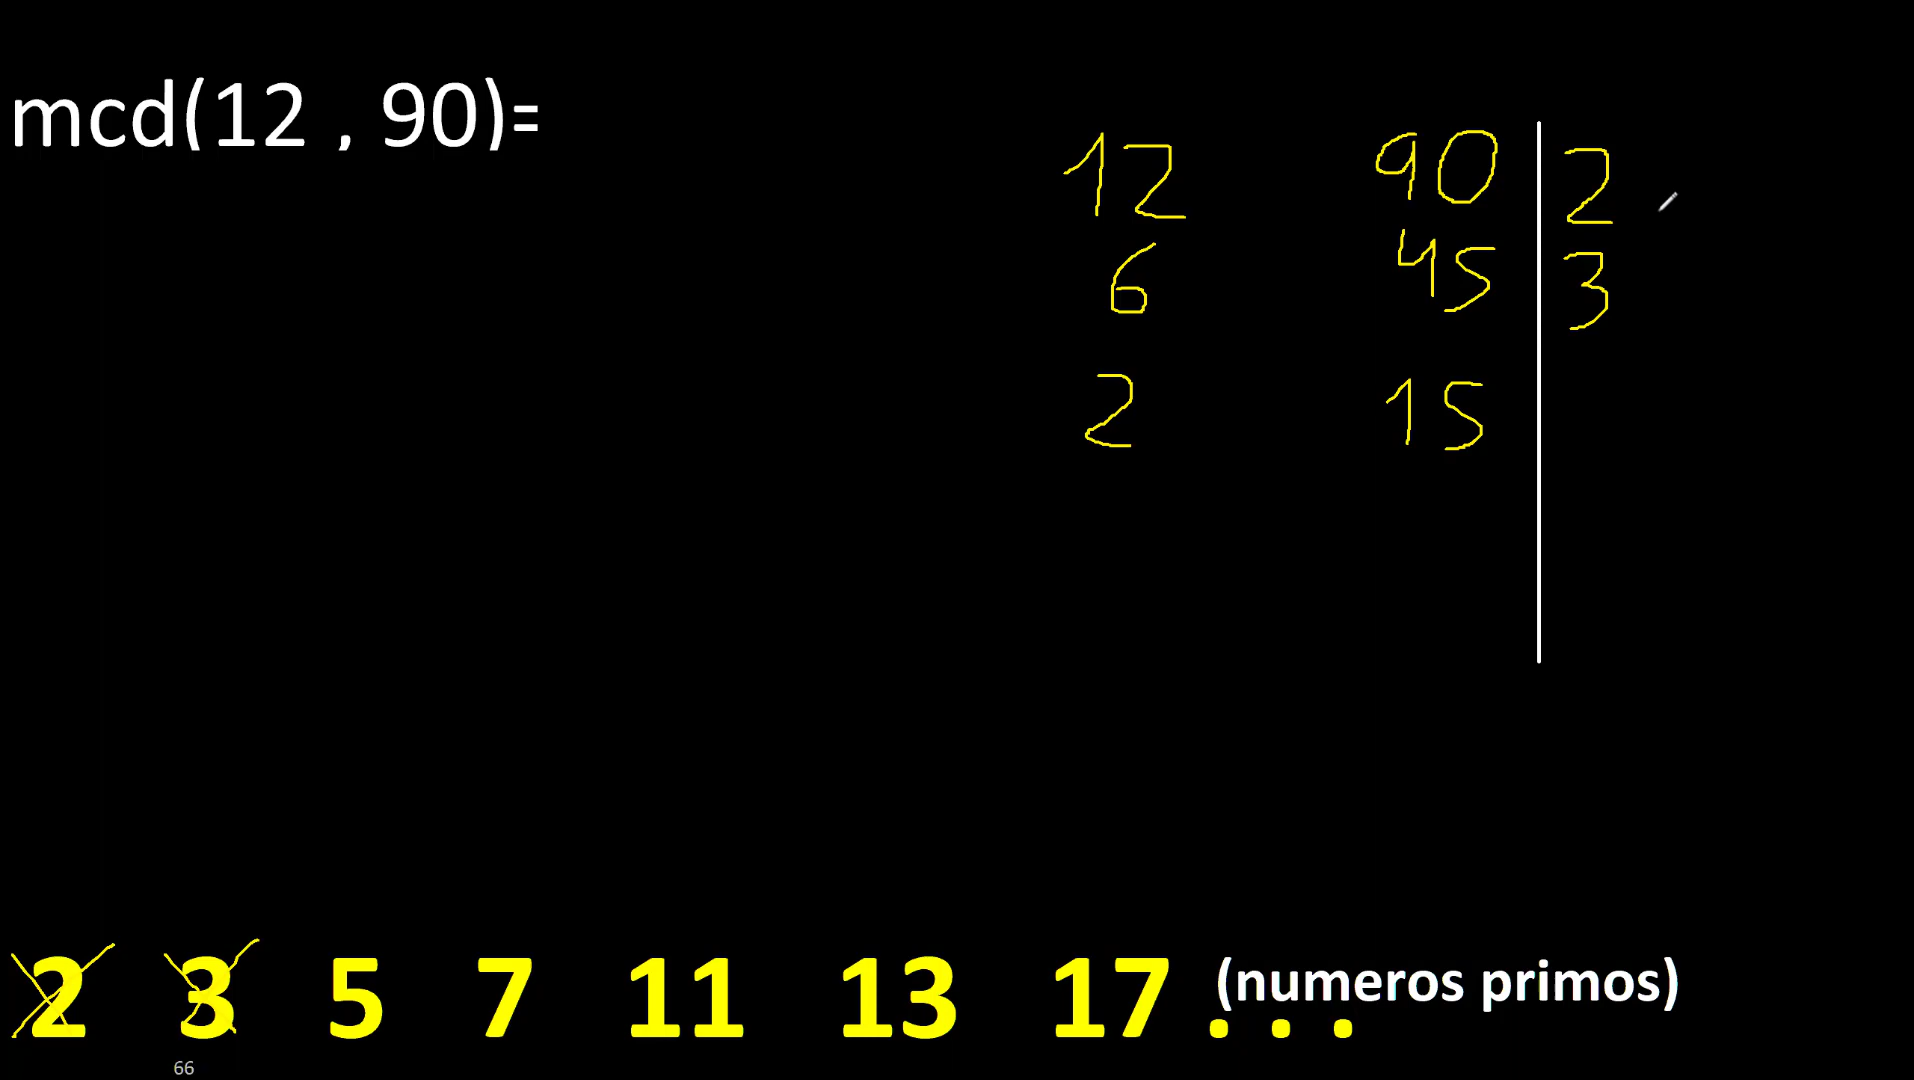 mcd(12 , 90)=
12 90 2
6 45 3
2 15
2 3 5 7 11 13 17 . . . (numeros primos)
66